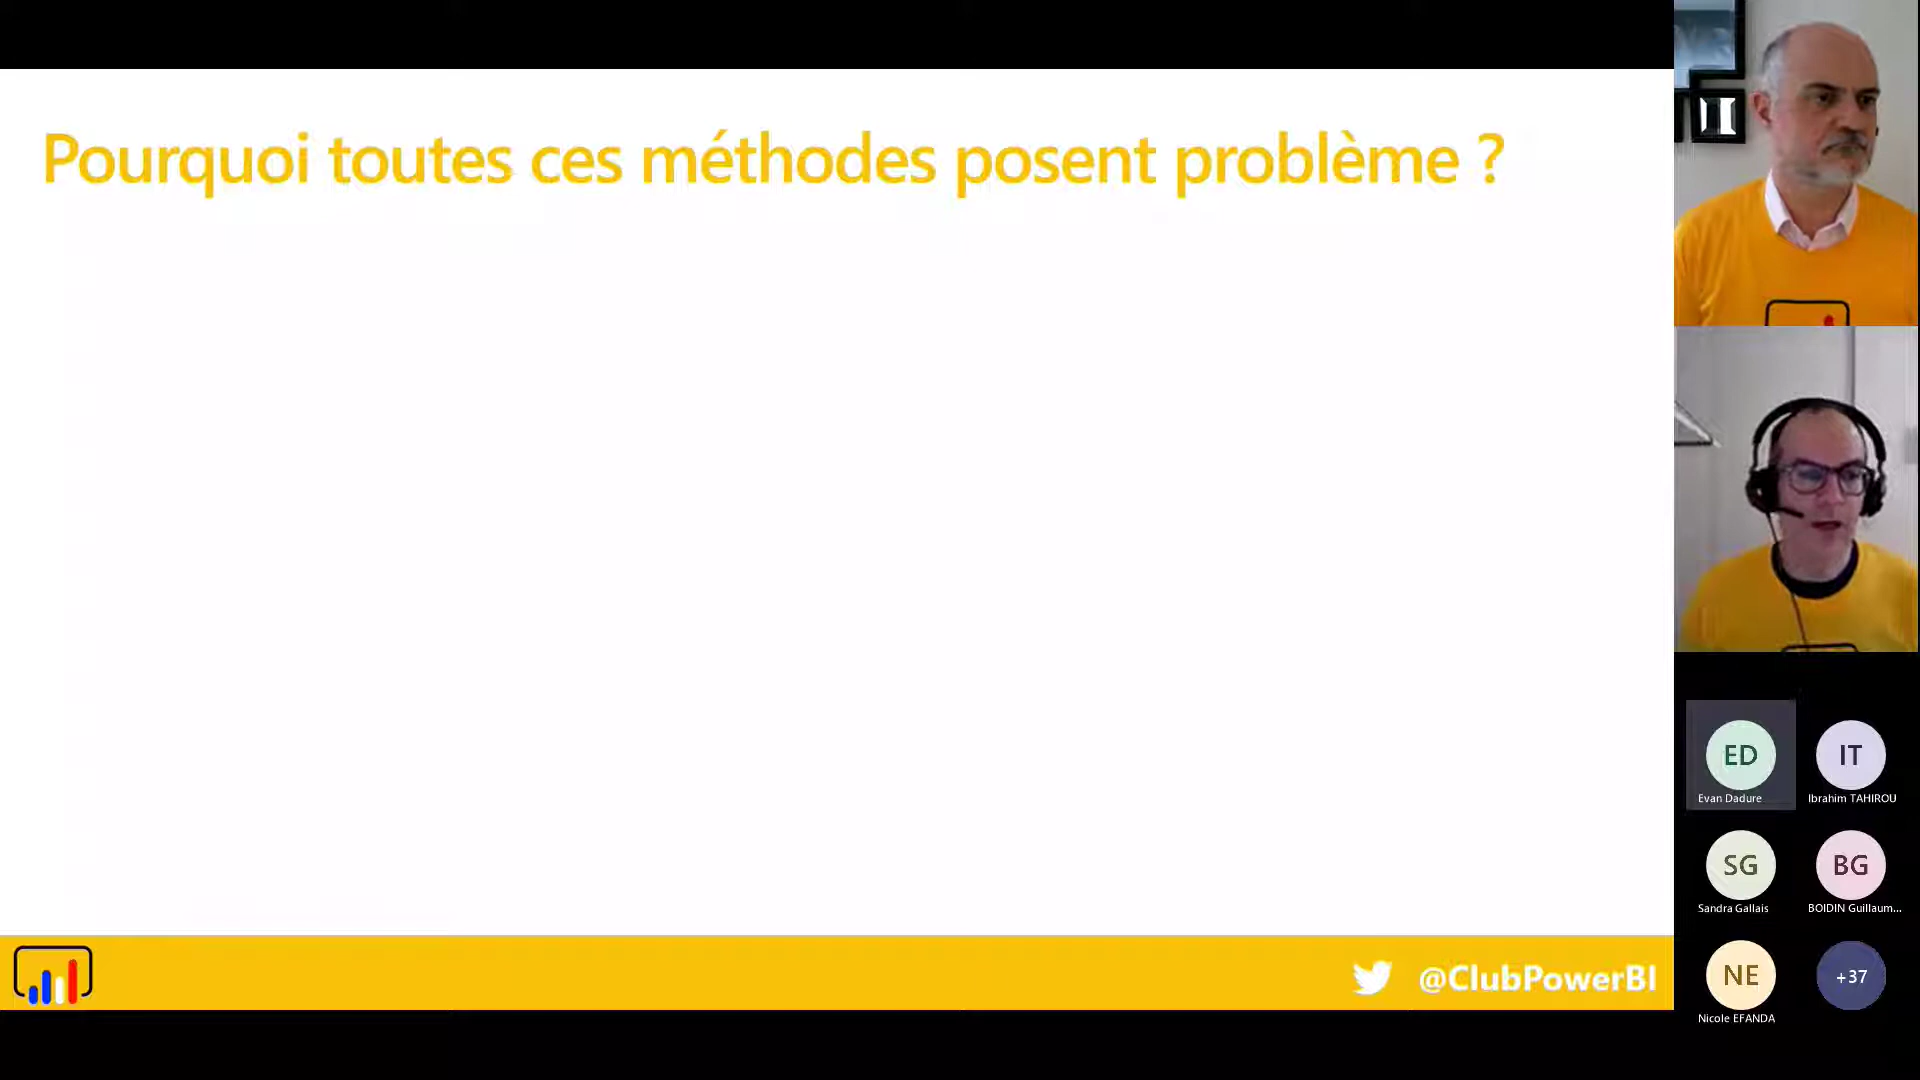 Pourquoi toutes ces méthodes posent problème ?
@ClubPowerBI
ED
Evan Dadure
IT
Ibrahim TAHIROU
SG
Sandra Gallais
BG
BOIDIN Guillaum...
NE
Nicole EFANDA
+37